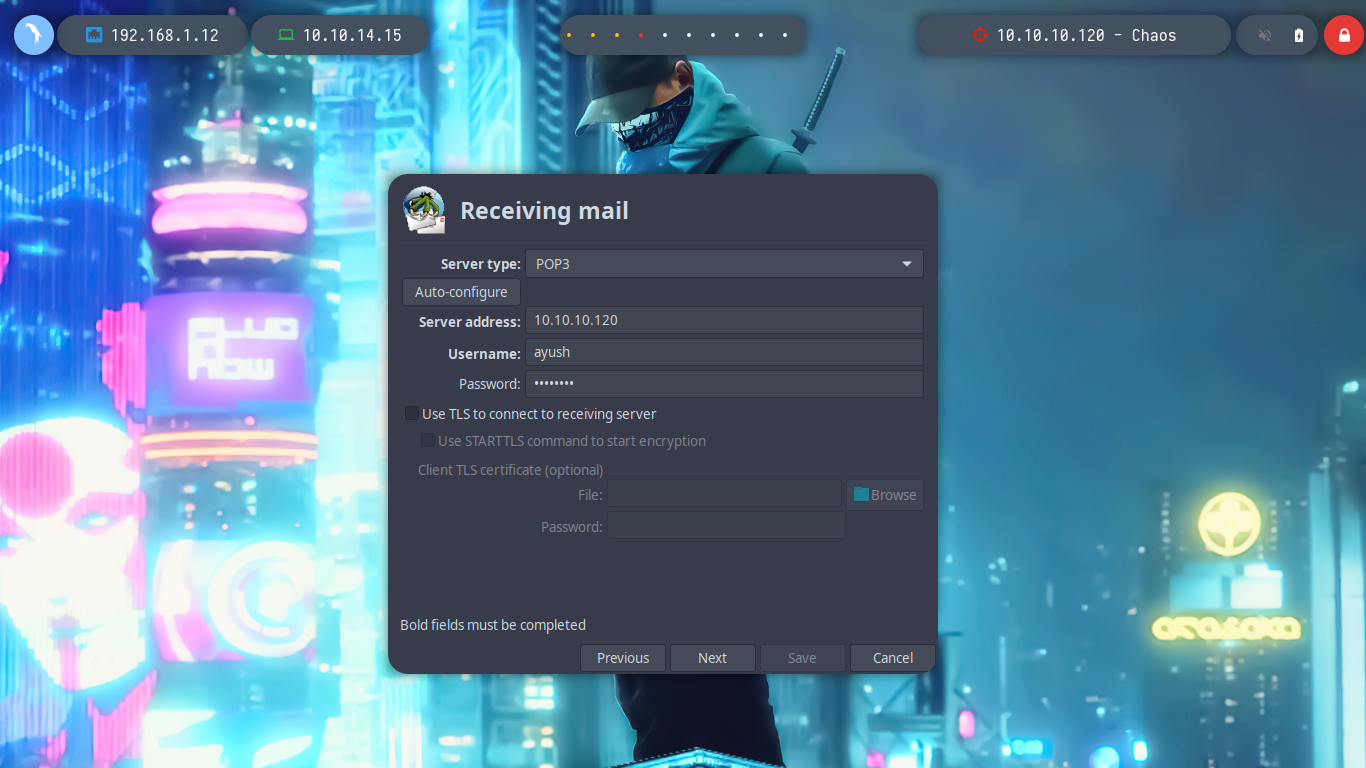 192.168.1.12
10.10.14.15
10.10.10.120 - Chaos
Receiving mail
Server type: POP3
Auto-configure
Server address: 10.10.10.120
Username: ayush
Password: ••••••••
Use TLS to connect to receiving server
Use STARTTLS command to start encryption
Client TLS certificate (optional)
File: Browse
Password:
Bold fields must be completed
Previous Next Save Cancel
arasaka